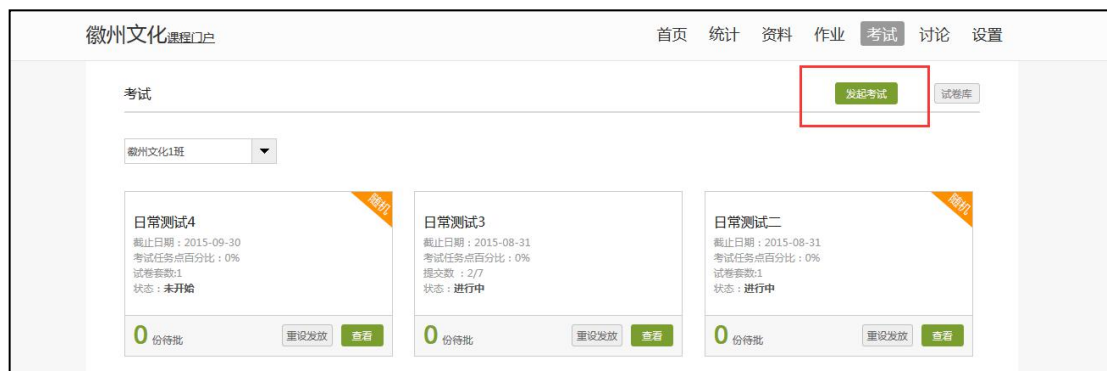 徽州文化课程门户
首页 统计 资料 作业 考试 讨论 设置
考试
发起考试
试卷库
徽州文化1班
随机
日常测试4
截止日期：2015-09-30
考试任务点百分比：0%
试卷套数:1
状态：未开始
0 份待批
重设发放
查看
日常测试3
截止日期：2015-08-31
考试任务点百分比：0%
提交数 ：2/7
状态：进行中
0 份待批
重设发放
查看
随机
日常测试二
截止日期：2015-08-31
考试任务点百分比：0%
试卷套数:1
状态：进行中
0 份待批
重设发放
查看